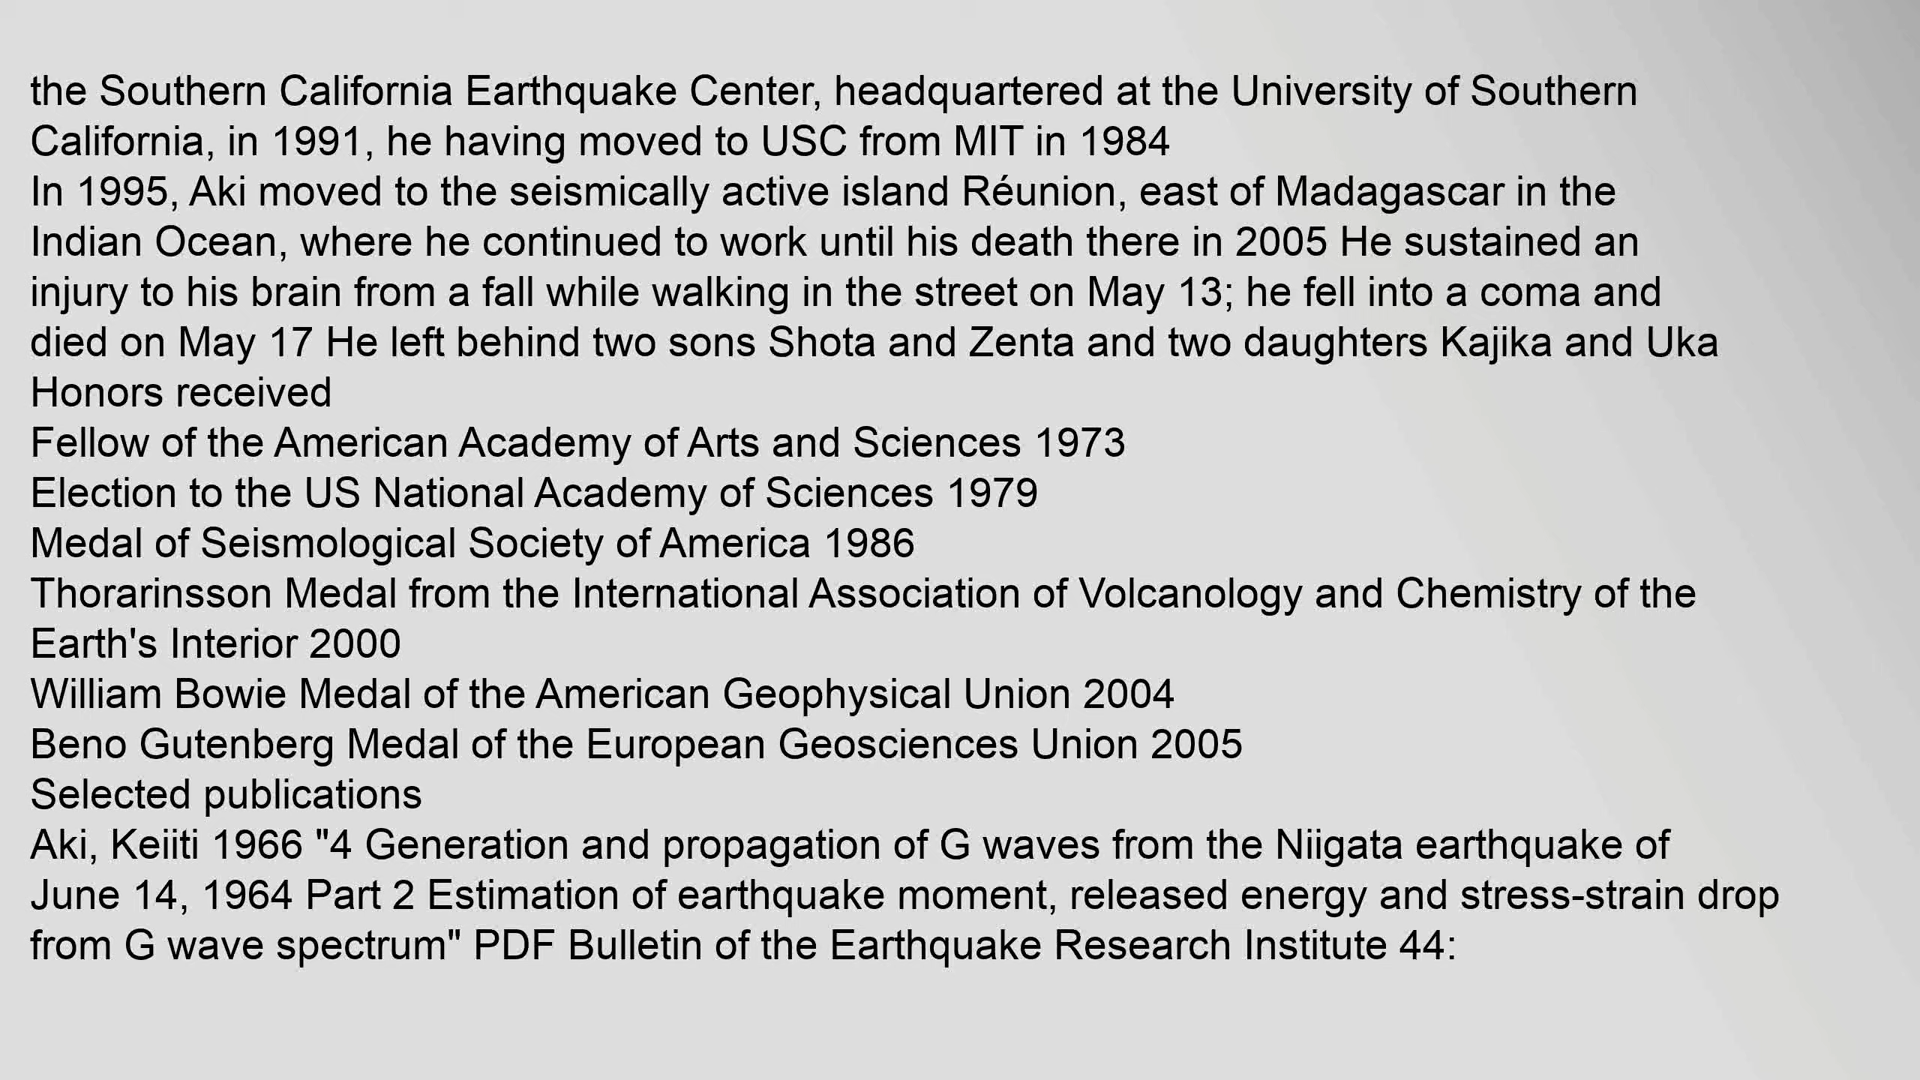 the Southern California Earthquake Center, headquartered at the University of Southern
California, in 1991, he having moved to USC from MIT in 1984
In 1995, Aki moved to the seismically active island Réunion, east of Madagascar in the
Indian Ocean, where he continued to work until his death there in 2005 He sustained an
injury to his brain from a fall while walking in the street on May 13; he fell into a coma and
died on May 17 He left behind two sons Shota and Zenta and two daughters Kajika and Uka
Honors received
Fellow of the American Academy of Arts and Sciences 1973
Election to the US National Academy of Sciences 1979
Medal of Seismological Society of America 1986
Thorarinsson Medal from the International Association of Volcanology and Chemistry of the
Earth's Interior 2000
William Bowie Medal of the American Geophysical Union 2004
Beno Gutenberg Medal of the European Geosciences Union 2005
Selected publications
Aki, Keiiti 1966 "4 Generation and propagation of G waves from the Niigata earthquake of
June 14, 1964 Part 2 Estimation of earthquake moment, released energy and stress-strain drop
from G wave spectrum" PDF Bulletin of the Earthquake Research Institute 44: